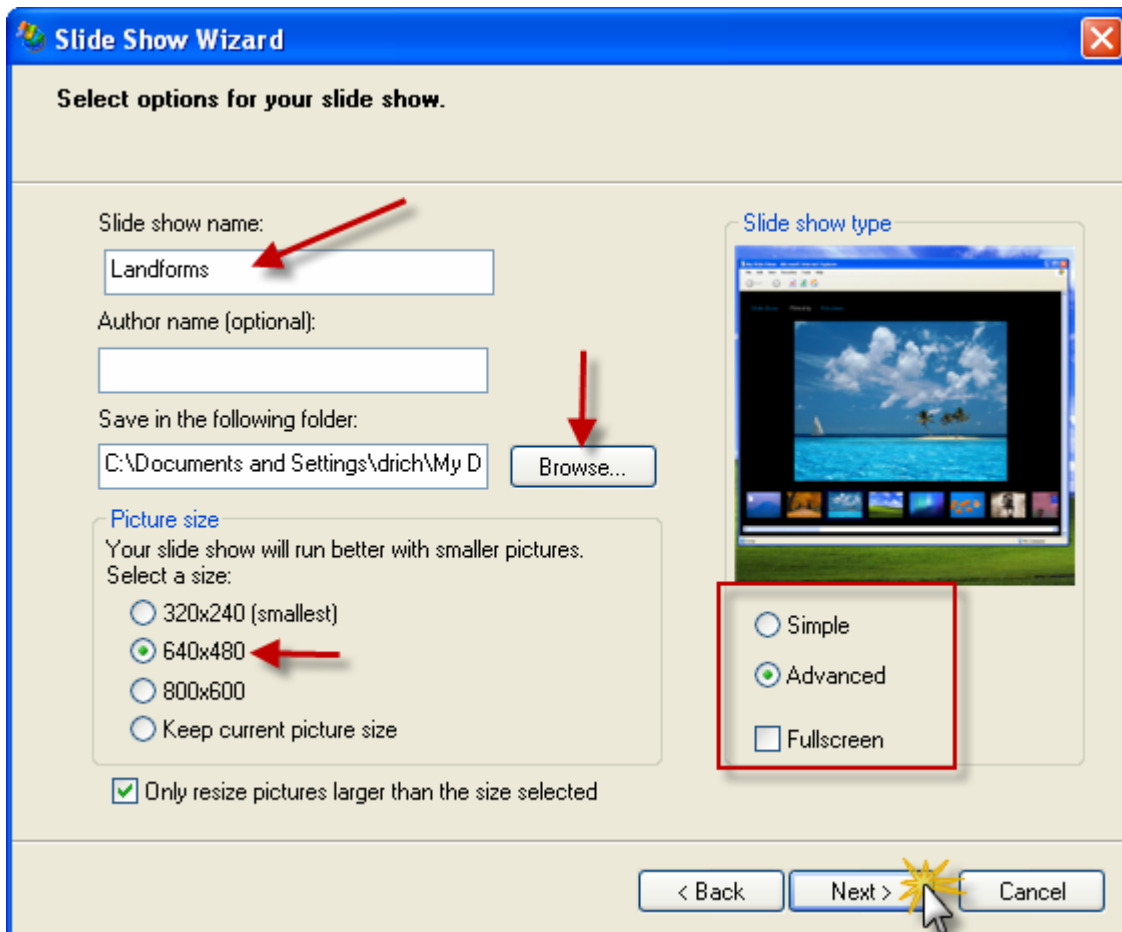 Slide Show Wizard
Select options for your slide show.
Slide show name:
Landforms
Author name (optional):
Save in the following folder:
C:\Documents and Settings\drich\My D
Browse...
Picture size
Your slide show will run better with smaller pictures.
Select a size:
320x240 (smallest)
640x480
800x600
Keep current picture size
Only resize pictures larger than the size selected
Slide show type
Simple
Advanced
Fullscreen
< Back
Next >
Cancel